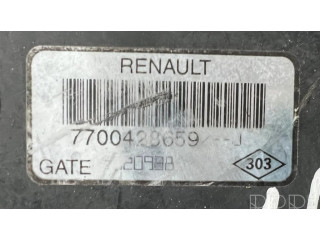 RENAULT
7700428659/--J
GATE
303